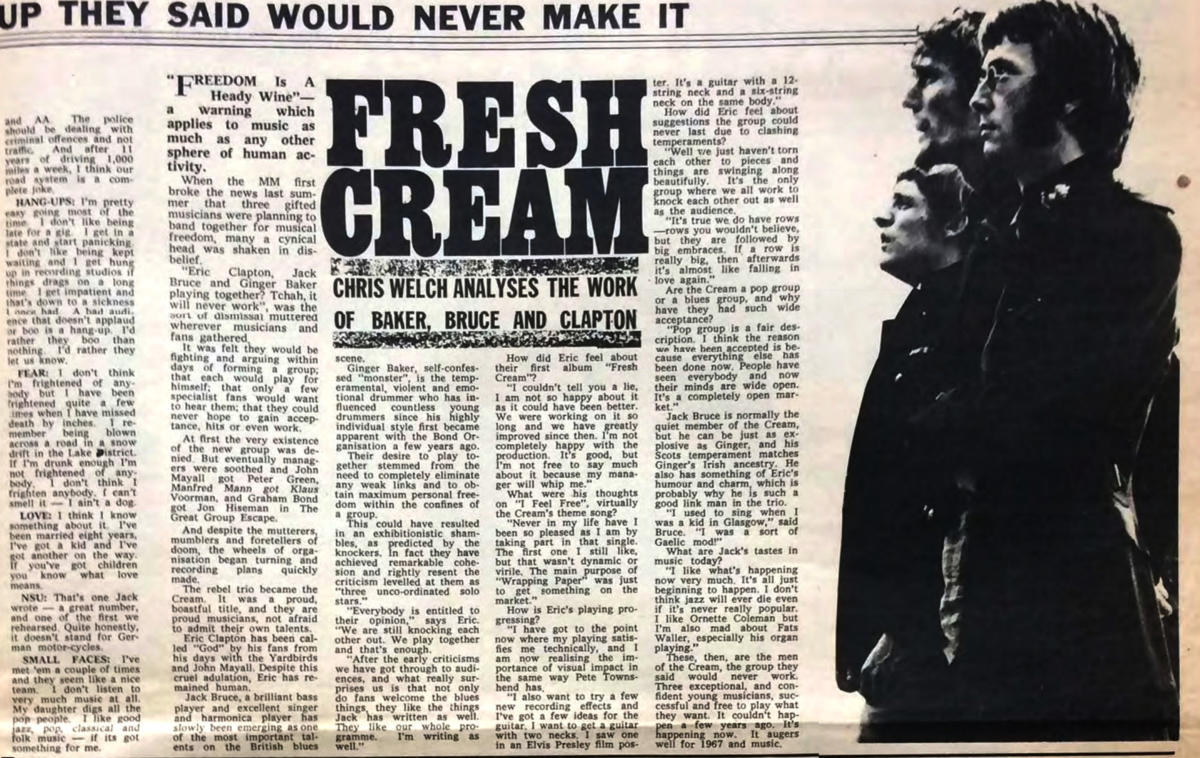 UP THEY SAID WOULD NEVER MAKE IT
and AA. The police
should be dealing with
criminal offences and not
traffic. And after 11
years of driving 1,000
miles a week, I think our
road system is a com-
plete joke.
HANG-UPS: I'm pretty
easy going most of the
time. I don't like being
late for a gig. I get in a
state and start panicking.
I don't like being kept
waiting and I get hung
up in recording studios if
things drags on a long
time. I get impatient and
that's down to a sickness
I once had. A bad audi-
ence that doesn't applaud
or boo is a hang-up. I'd
rather they boo than
nothing. I'd rather they
let us know.
FEAR: I don't think
I'm frightened of any-
body but I have been
frightened quite a few
times when I have missed
death by inches. I re-
member being blown
across a road in a snow
drift in the Lake District.
If I'm drunk enough I'm
not frightened of any-
body. I don't think I
frighten anybody. I can't
smell it — I ain't a dog.
LOVE: I think I know
something about it. I've
been married eight years,
I've got a kid and I've
got another on the way.
If you've got children
you know what love
means.
NSU: That's one Jack
wrote — a great number,
and one of the first we
rehearsed. Quite honestly,
it doesn't stand for Ger-
man motor-cycles.
SMALL FACES: I've
met 'em a couple of times
and they seem like a nice
team. I don't listen to
very much music at all.
My daughter digs all the
pop people. I like good
jazz, pop, classical and
folk music — if its got
something for me.
"FREEDOM Is A
Heady Wine"—
a warning which
applies to music as
much as any other
sphere of human ac-
tivity.
When the MM first
broke the news last sum-
mer that three gifted
musicians were planning to
band together for musical
freedom, many a cynical
head was shaken in dis-
belief.
"Eric Clapton, Jack
Bruce and Ginger Baker
playing together? Tchah, it
will never work", was the
sort of dismissal muttered
wherever musicians and
fans gathered.
It was felt they would be
fighting and arguing within
days of forming a group;
that each would play for
himself; that only a few
specialist fans would want
to hear them; that they could
never hope to gain accep-
tance, hits or even work.
At first the very existence
of the new group was de-
nied. But eventually manag-
ers were soothed and John
Mayall got Peter Green,
Manfred Mann got Klaus
Voorman, and Graham Bond
got Jon Hiseman in The
Great Group Escape.
And despite the mutterers,
mumblers and foretellers of
doom, the wheels of orga-
nisation began turning and
recording plans quickly
made.
The rebel trio became the
Cream. It was a proud,
boastful title, and they are
proud musicians, not afraid
to admit their own talents.
Eric Clapton has been cal-
led "God" by his fans from
his days with the Yardbirds
and John Mayall. Despite this
cruel adulation, Eric has re-
mained human.
Jack Bruce, a brilliant bass
player and excellent singer
and harmonica player has
slowly been emerging as one
of the most important tal-
ents on the British blues
FRESH
CREAM
CHRIS WELCH ANALYSES THE WORK
OF BAKER, BRUCE AND CLAPTON
scene.
Ginger Baker, self-confes-
sed "monster", is the temp-
eramental, violent and emo-
tional drummer who has in-
fluenced countless young
drummers since his highly
individual style first became
apparent with the Bond Or-
ganisation a few years ago.
Their desire to play to-
gether stemmed from the
need to completely eliminate
any weak links and to ob-
tain maximum personal free-
dom within the confines of
a group.
This could have resulted
in an exhibitionistic sham-
bles, as predicted by the
knockers. In fact they have
achieved remarkable cohe-
sion and rightly resent the
criticism levelled at them as
"three unco-ordinated solo
stars."
"Everybody is entitled to
their opinion," says Eric.
"We are still knocking each
other out. We play together
and that's enough.
"After the early criticisms
we have got through to audi-
ences, and what really sur-
prises us is that not only
do fans welcome the blues
things, they like the things
Jack has written as well.
They like our whole pro-
gramme. I'm writing as
well."
How did Eric feel about
their first album "Fresh
Cream"?
"I couldn't tell you a lie,
I am not so happy about it
as it could have been better.
We were working on it so
long and we have greatly
improved since then. I'm not
completely happy with the
production. It's good, but
I'm not free to say much
about it because my mana-
ger will whip me."
What were his thoughts
on "I Feel Free", virtually
the Cream's theme song?
"Never in my life have I
been so pleased as I am by
taking part in that single.
The first one I still like,
but that wasn't dynamic or
virile. The main purpose of
"Wrapping Paper" was just
to get something on the
market."
How is Eric's playing pro-
gressing?
"I have got to the point
now where my playing satis-
fies me technically, and I
am now realising the im-
portance of visual impact in
the same way Pete Towns-
hend has.
"I also want to try a few
new recording effects and
I've got a few ideas for the
guitar. I want to get a guitar
with two necks. I saw one
in an Elvis Presley film pos-
ter. It's a guitar with a 12-
string neck and a six-string
neck on the same body."
How did Eric feel about
suggestions the group could
never last due to clashing
temperaments?
"Well we just haven't torn
each other to pieces and
things are swinging along
beautifully. It's the only
group where we all work to
knock each other out as well
as the audience.
"It's true we do have rows
—rows you wouldn't believe,
but they are followed by
big embraces. If a row is
really big, then afterwards
it's almost like falling in
love again."
Are the Cream a pop group
or a blues group, and why
have they had such wide
acceptance?
"Pop group is a fair des-
cription. I think the reason
we have been accepted is be-
cause everything else has
been done now. People have
seen everybody and now
their minds are wide open.
It's a completely open mar-
ket."
Jack Bruce is normally the
quiet member of the Cream,
but he can be just as ex-
plosive as Ginger, and his
Scots temperament matches
Ginger's Irish ancestry. He
also has something of Eric's
humour and charm, which is
probably why he is such a
good link man in the trio.
"I used to sing when I
was a kid in Glasgow," said
Bruce. "I was a sort of
Gaelic mod!"
What are Jack's tastes in
music today?
"I like what's happening
now very much. It's all just
beginning to happen. I don't
think jazz will ever die even
if it's never really popular.
I like Ornette Coleman but
I'm also mad about Fats
Waller, especially his organ
playing."
These, then, are the men
of the Cream, the group they
said would never work.
Three exceptional, and con-
fident young musicians, suc-
cessful and free to play what
they want. It couldn't hap-
pen a few years ago. It's
happening now. It augers
well for 1967 and music.